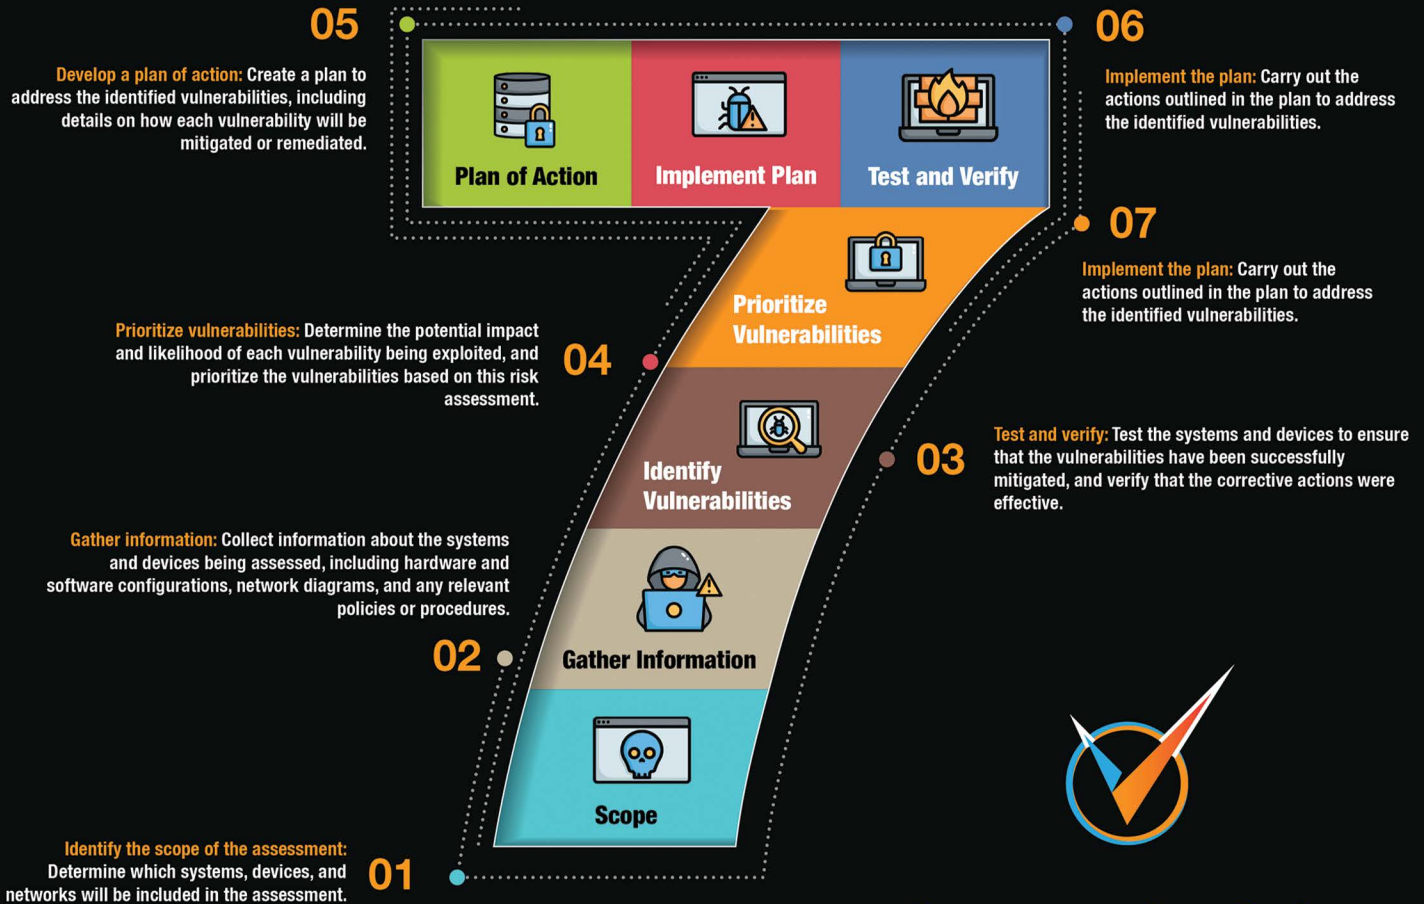 05
Develop a plan of action: Create a plan to
address the identified vulnerabilities, including
details on how each vulnerability will be
mitigated or remediated.
Plan of Action
Implement Plan
Test and Verify
06
Implement the plan: Carry out the
actions outlined in the plan to address
the identified vulnerabilities.
07
Implement the plan: Carry out the
actions outlined in the plan to address
the identified vulnerabilities.
Prioritize
Vulnerabilities
Prioritize vulnerabilities: Determine the potential impact
and likelihood of each vulnerability being exploited, and
prioritize the vulnerabilities based on this risk
assessment.
04
Identify
Vulnerabilities
03
Test and verify: Test the systems and devices to ensure
that the vulnerabilities have been successfully
mitigated, and verify that the corrective actions were
effective.
Gather information: Collect information about the systems
and devices being assessed, including hardware and
software configurations, network diagrams, and any relevant
policies or procedures.
02
Gather Information
Scope
Identify the scope of the assessment:
Determine which systems, devices, and
networks will be included in the assessment.
01